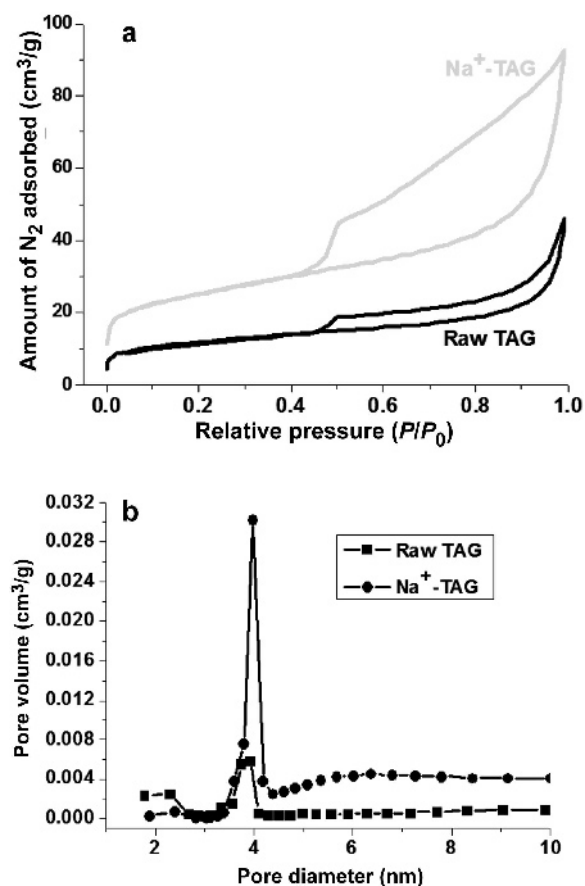 a
Na⁺-TAG
Raw TAG
100
80
60
40
20
0
Amount of N₂ adsorbed (cm³/g)
0.0 0.2 0.4 0.6 0.8 1.0
Relative pressure (P/P₀)
b
Raw TAG
Na⁺-TAG
0.032
0.028
0.024
0.020
0.016
0.012
0.008
0.004
0.000
Pore volume (cm³/g)
2 4 6 8 10
Pore diameter (nm)